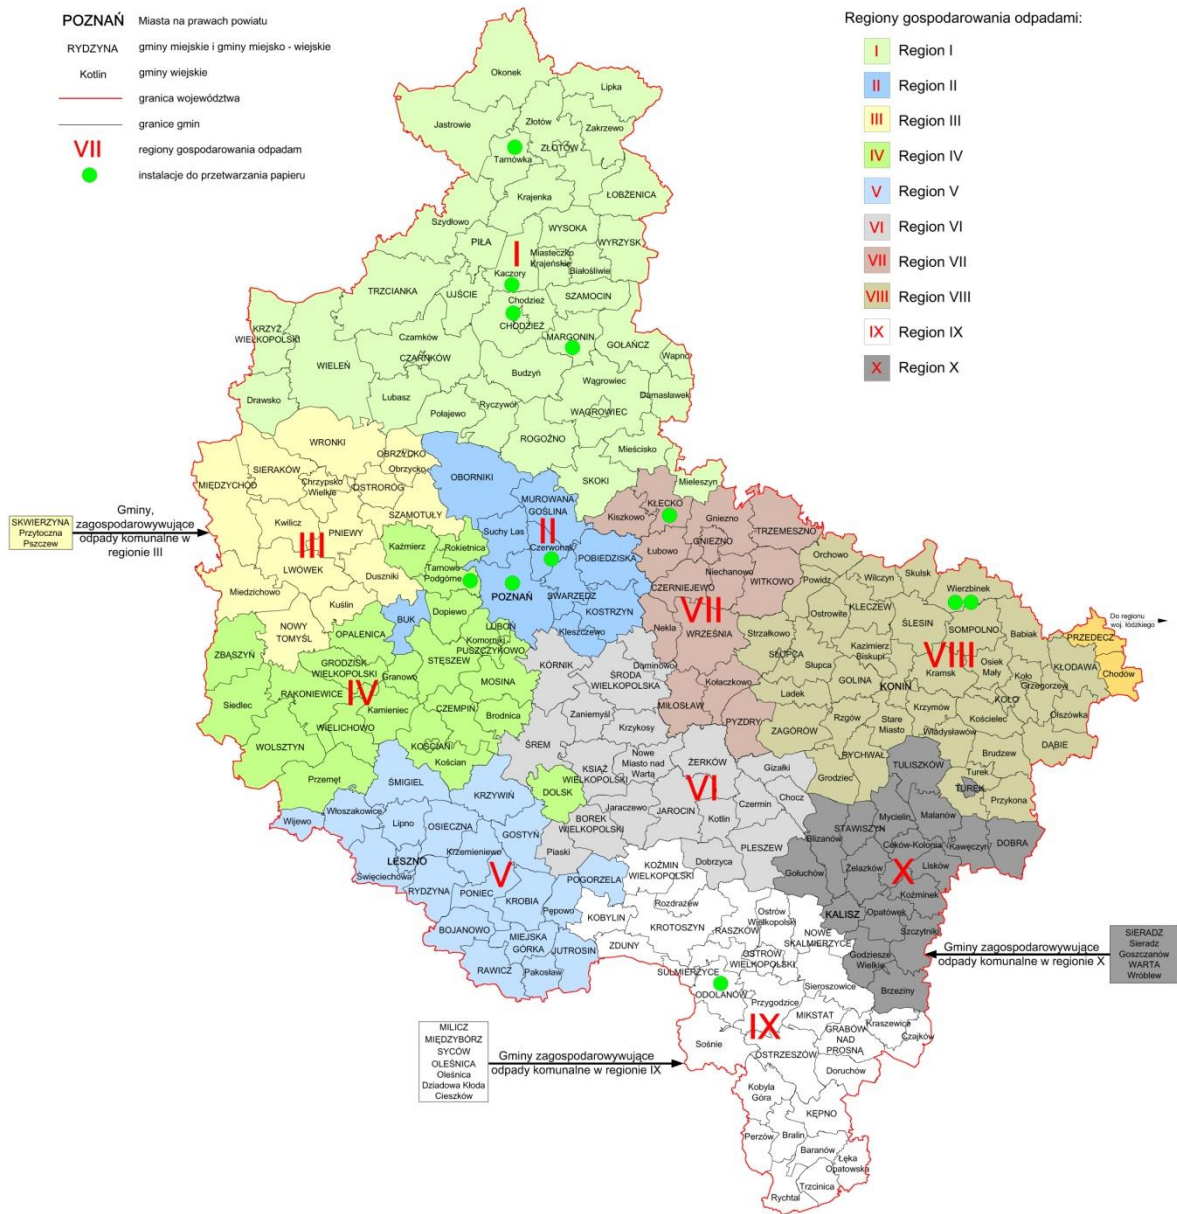 POZNAŃ Miasta na prawach powiatu
RYDZYNA gminy miejskie i gminy miejsko - wiejskie
Kotlin gminy wiejskie
granica województwa
granice gmin
VII regiony gospodarowania odpadam
instalacje do przetwarzania papieru
Regiony gospodarowania odpadami:
I Region I
II Region II
III Region III
IV Region IV
V Region V
VI Region VI
VII Region VII
VIII Region VIII
IX Region IX
X Region X
Okonek
Lipka
Jastrowie
Złotów
Zakrzewo
ZŁOTÓW
Tarnówka
Krajenka
ŁOBŻENICA
Szydłowo
WYSOKA
PIŁA
WYRZYSK
I
Miasteczko
Krajeńskie
Kaczory
Białośliwie
TRZCIANKA
UJŚCIE
Chodzież
SZAMOCIN
CHODZIEŻ
KRZYŻ
WIELKOPOLSKI
MARGONIN
GOŁAŃCZ
Czarnków
CZARNKÓW
Wapno
WIELEŃ
Budzyń
Wągrowiec
Damasławek
Drawsko
Lubasz
Ryczywół
Połajewo
WĄGROWIEC
ROGOŹNO
Mieścisko
SKOKI
Mieleszyn
WRONKI
OBRZYCKO
Obrzycko
SIERAKÓW
MIĘDZYCHÓD
Chrzypsko
Wielkie
OSTRORÓG
SZAMOTUŁY
Kwilicz
PNIEWY
III
LWÓWEK
Duszniki
Miedzichowo
Kuślin
NOWY
TOMYŚL
Gminy,
zagospodarowywujące
odpady komunalne w
regionie III
SKWIERZYNA
Przytoczna
Pszczew
OBORNIKI
MUROWANA
GOŚLINA
II
Suchy Las
Czerwonak
POBIEDZISKA
POZNAŃ
SWARZĘDZ
KOSTRZYN
Kleszczewo
BUK
Kaźmierz
Rokietnica
Tarnowo
Podgórne
Dopiewo
LUBOŃ
Komorniki
PUSZCZYKOWO
OPALENICA
STĘSZEW
ZBĄSZYŃ
GRODZISK
WIELKOPOLSKI
Granowo
MOSINA
RAKONIEWICE
IV
Siedlec
Kamieniec
CZEMPIŃ
Brodnica
WIELICHOWO
WOLSZTYN
KOŚCIAN
Kościan
Przemęt
DOLSK
KŁECKO
Kiszkowo
Gniezno
TRZEMESZNO
Łubowo
GNIEZNO
Niechanowo
CZERNIEJEWO
WITKOWO
VII
Nekla
WRZEŚNIA
Kołaczkowo
MIŁOSŁAW
PYZDRY
Orchowo
Powidz
Wilczyn
Skulsk
Wierzbinek
Ostrowite
KLECZEW
ŚLESIN
SOMPOLNO
Babiak
Strzałkowo
Kazimierz
Biskupi
VIII
SŁUPCA
Słupca
Osiek
Mały
Kramsk
KŁODAWA
GOLINA
KONIN
Koło
Grzegorzew
KOŁO
Lądek
Krzymów
Olszówka
Rzgów
Stare
Miasto
Kościelec
ZAGORÓW
Władysławów
DĄBIE
RYCHWAŁ
Brudzew
Grodziec
Turek
Przykona
PRZEDECZ
Chodów
Do regionu
woj. łódzkiego
KÓRNIK
Dominowo
ŚRODA
WIELKOPOLSKA
Zaniemyśl
Krzykosy
ŚREM
Nowe
Miasto nad
Wartą
KSIĄŻ
WIELKOPOLSKI
ŻERKÓW
Gizałki
VI
Chocz
Jaraczewo
JAROCIN
Czermin
Kotlin
BOREK
WIELKOPOLSKI
PLESZEW
Piaski
Dobrzyca
ŚMIGIEL
Włoszakowice
KRZYWIŃ
Wijewo
Lipno
OSIECZNA
GOSTYŃ
Krzemieniewo
LESZNO
V
Święciechowa
RYDZYNA
PONIEC
KROBIA
POGORZELA
Pępowo
BOJANOWO
MIEJSKA
GÓRKA
JUTROSIN
RAWICZ
Pakosław
TULISZKÓW
TUREK
Malanów
Mycielin
STAWISZYN
Blizanów
Ceków-Kolonia
Kawęczyn
DOBRA
Gołuchów
Żelazków
Lisków
X
Koźminek
KALISZ
Opatówek
Szczytniki
Godziesze
Wielkie
Brzeziny
Gminy zagospodarowywujące
odpady komunalne w regionie X
SIERADZ
Sieradz
Goszczanów
WARTA
Wróblew
KOŹMIN
WIELKOPOLSKI
Rozdrażew
KOBYLIN
KROTOSZYN
Ostrów
Wielkopolski
RASZKÓW
NOWE
SKALMIERZYCE
ZDUNY
OSTRÓW
WIELKOPOLSKI
SULMIERZYCE
Sieroszowice
ODOLANÓW
Przygodzice
MIKSTAT
IX
GRABÓW
NAD
PROSNĄ
Kraszewice
Czajków
Sośnie
OSTRZESZÓW
Doruchów
Kobyla
Góra
KĘPNO
Perzów
Bralin
Baranów
Łęka
Opatowska
Trzcinica
Rychtal
Gminy zagospodarowywujące
odpady komunalne w regionie IX
MILICZ
MIĘDZYBÓRZ
SYCÓW
OLEŚNICA
Oleśnica
Dziadowa Kłoda
Cieszków